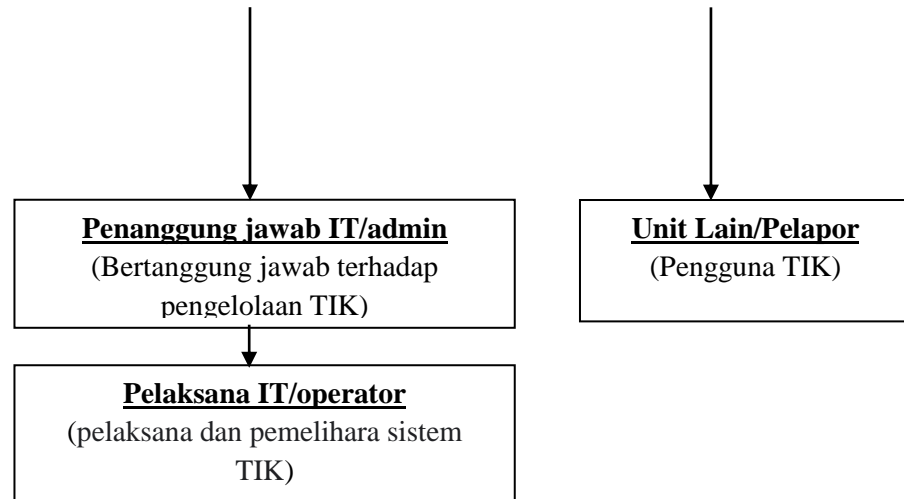 Penanggung jawab IT/admin
(Bertanggung jawab terhadap
pengelolaan TIK)
Unit Lain/Pelapor
(Pengguna TIK)
Pelaksana IT/operator
(pelaksana dan pemelihara sistem
TIK)